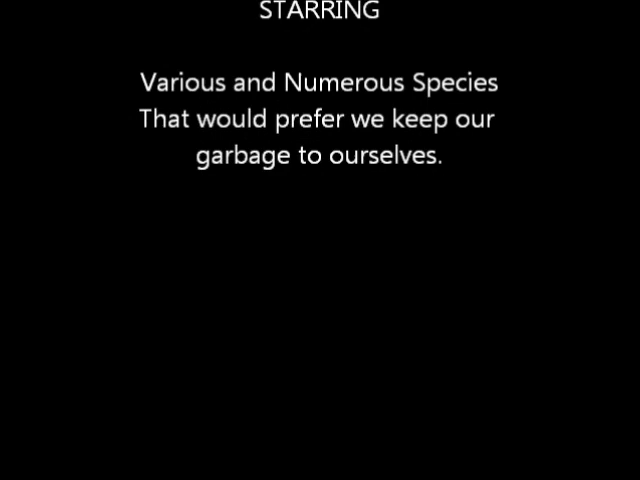 STARRING
Various and Numerous Species
That would prefer we keep our
garbage to ourselves.